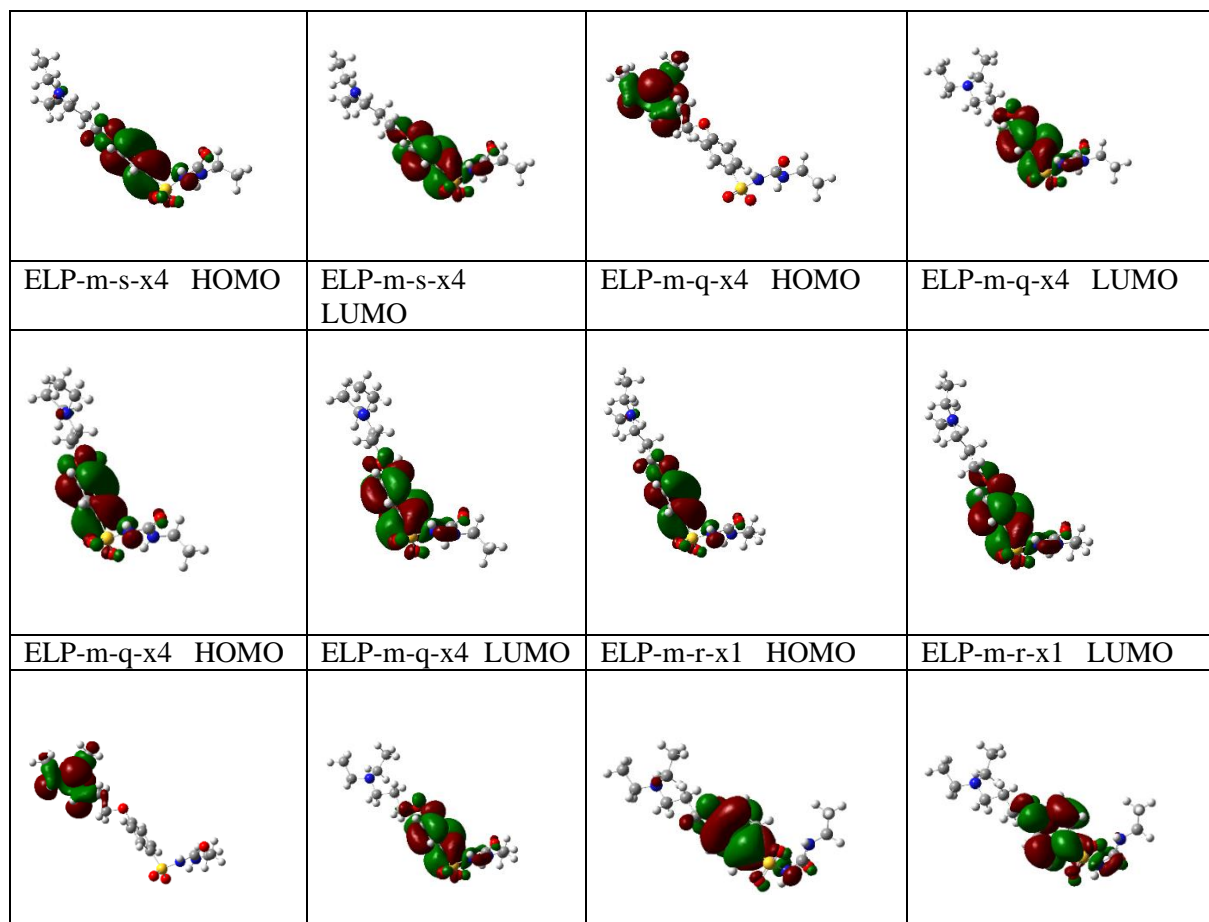 ELP-m-s-x4 HOMO
ELP-m-s-x4
LUMO
ELP-m-q-x4 HOMO
ELP-m-q-x4 LUMO
ELP-m-q-x4 HOMO
ELP-m-q-x4 LUMO
ELP-m-r-x1 HOMO
ELP-m-r-x1 LUMO